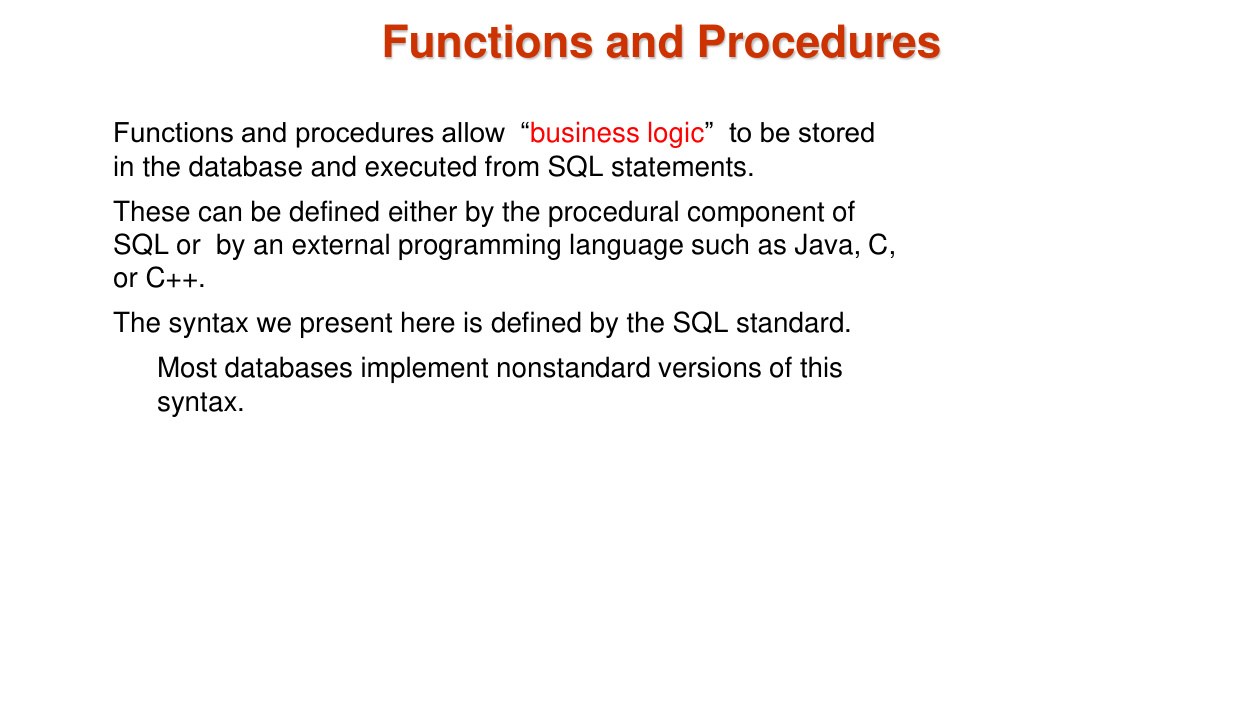 Functions and Procedures
Functions and procedures allow “business logic” to be stored
in the database and executed from SQL statements.
These can be defined either by the procedural component of
SQL or by an external programming language such as Java, C,
or C++.
The syntax we present here is defined by the SQL standard.
Most databases implement nonstandard versions of this
syntax.